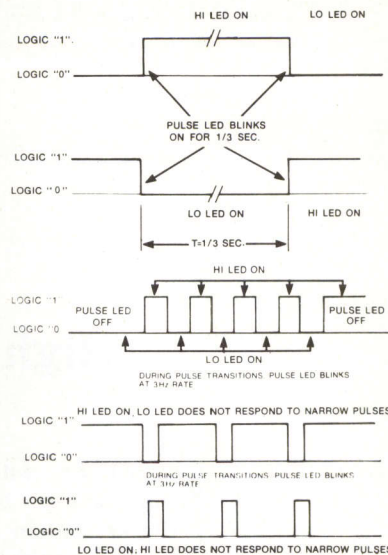 HI LED ON LO LED ON
LOGIC "1".
LOGIC "0"
PULSE LED BLINKS
ON FOR 1/3 SEC.
LOGIC "1"
LOGIC "0"
LO LED ON HI LED ON
T=1/3 SEC.
HI LED ON
LOGIC "1"
PULSE LED
OFF
PULSE LED
OFF
LOGIC "0
LO LED ON
DURING PULSE TRANSITIONS PULSE LED BLINKS
AT 3Hz RATE
HI LED ON, LO LED DOES NOT RESPOND TO NARROW PULSES
LOGIC "1"
LOGIC "0"
DURING PULSE TRANSITIONS PULSE LED BLINKS
AT 3Hz RATE
LOGIC "1"
LOGIC "0"
LO LED ON; HI LED DOES NOT RESPOND TO NARROW PULSES